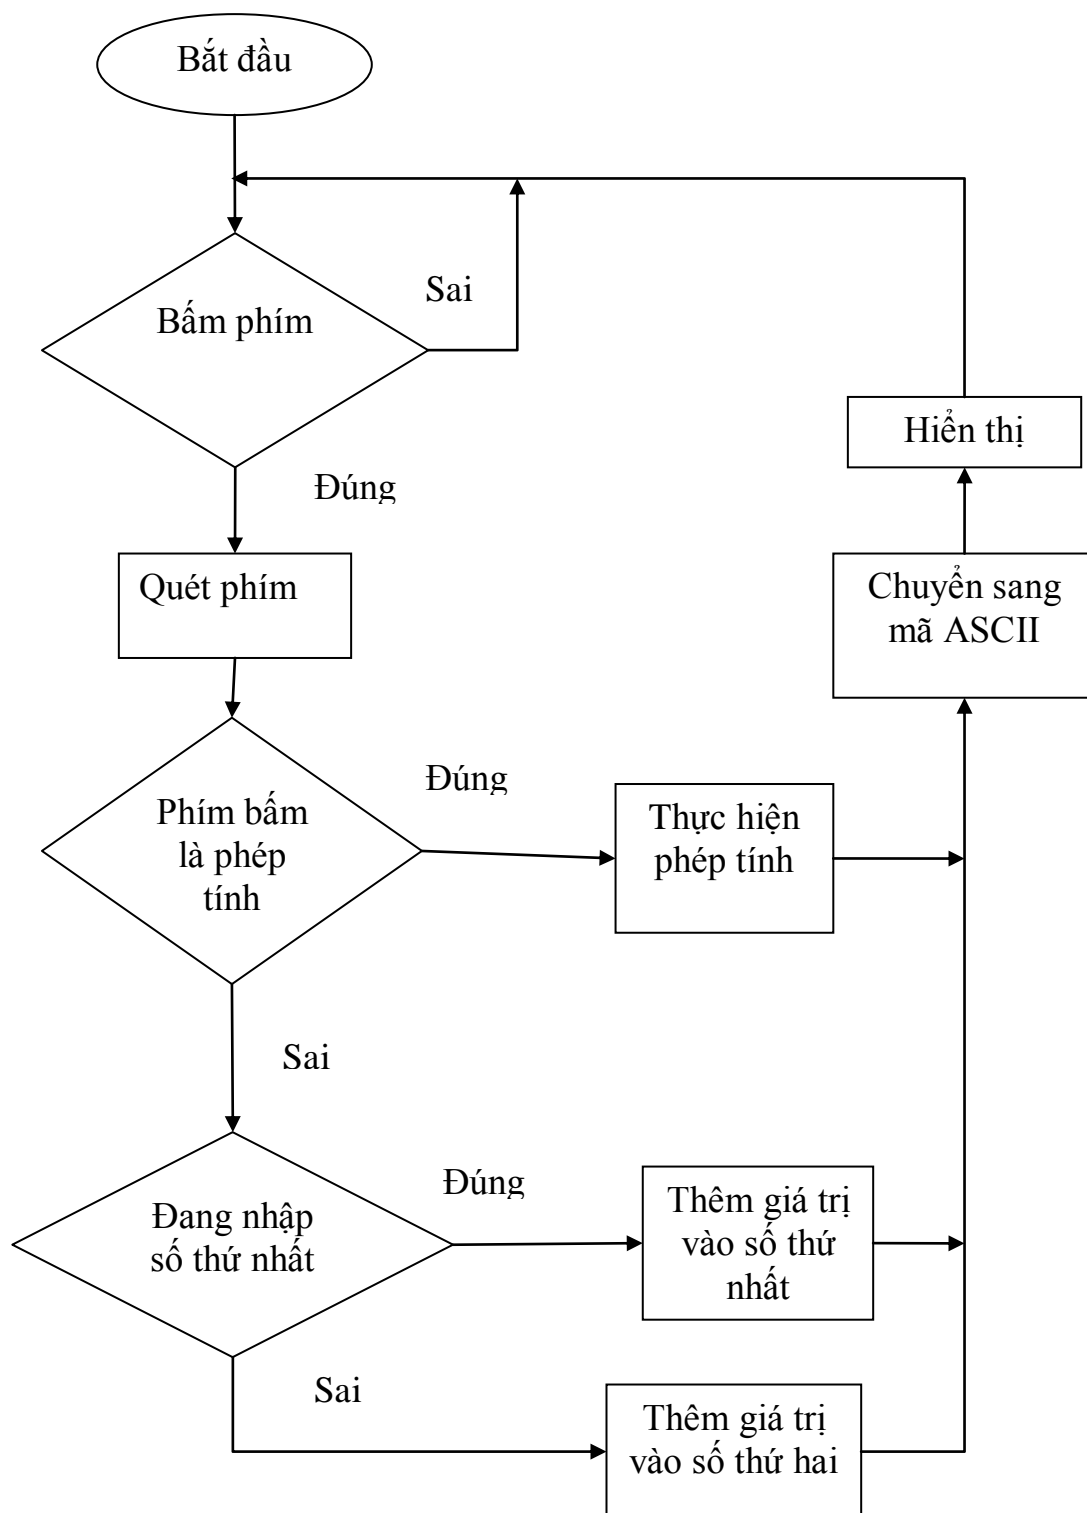 Bắt đầu
Sai
Bấm phím
Hiển thị
Đúng
Quét phím
Chuyển sang
mã ASCII
Đúng
Phím bấm
là phép
tính
Thực hiện
phép tính
Sai
Đúng
Đang nhập
số thứ nhất
Thêm giá trị
vào số thứ
nhất
Sai
Thêm giá trị
vào số thứ hai